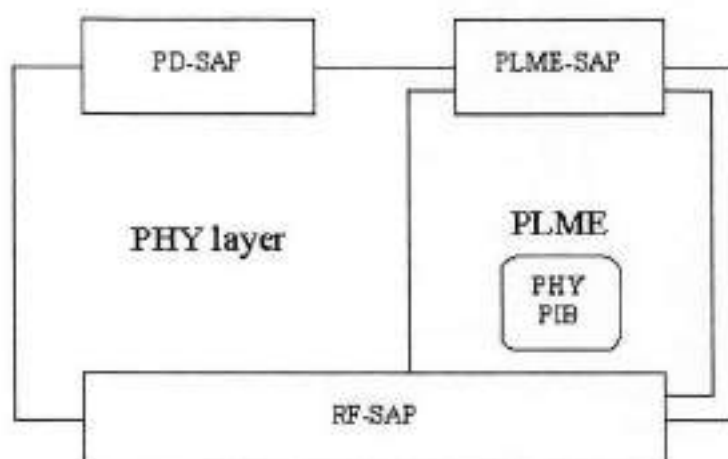 PD-SAP
PLME-SAP
PHY layer
PLME
PHY
PIB
RF-SAP